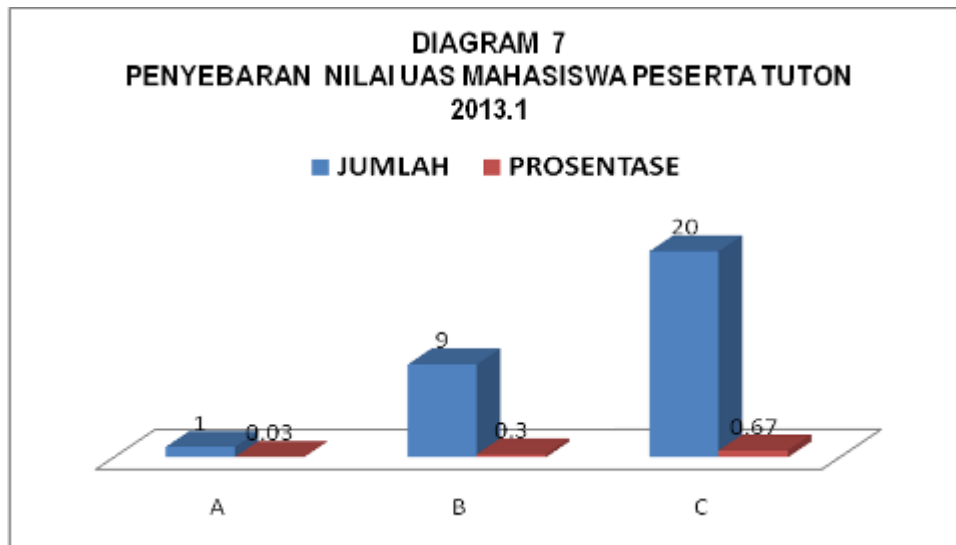 DIAGRAM 7
PENYEBARAN NILAI UAS MAHASISWA PESERTA TUTON
2013.1
JUMLAH PROSENTASE
20
9
1
0.03
0.3
0.67
A B C